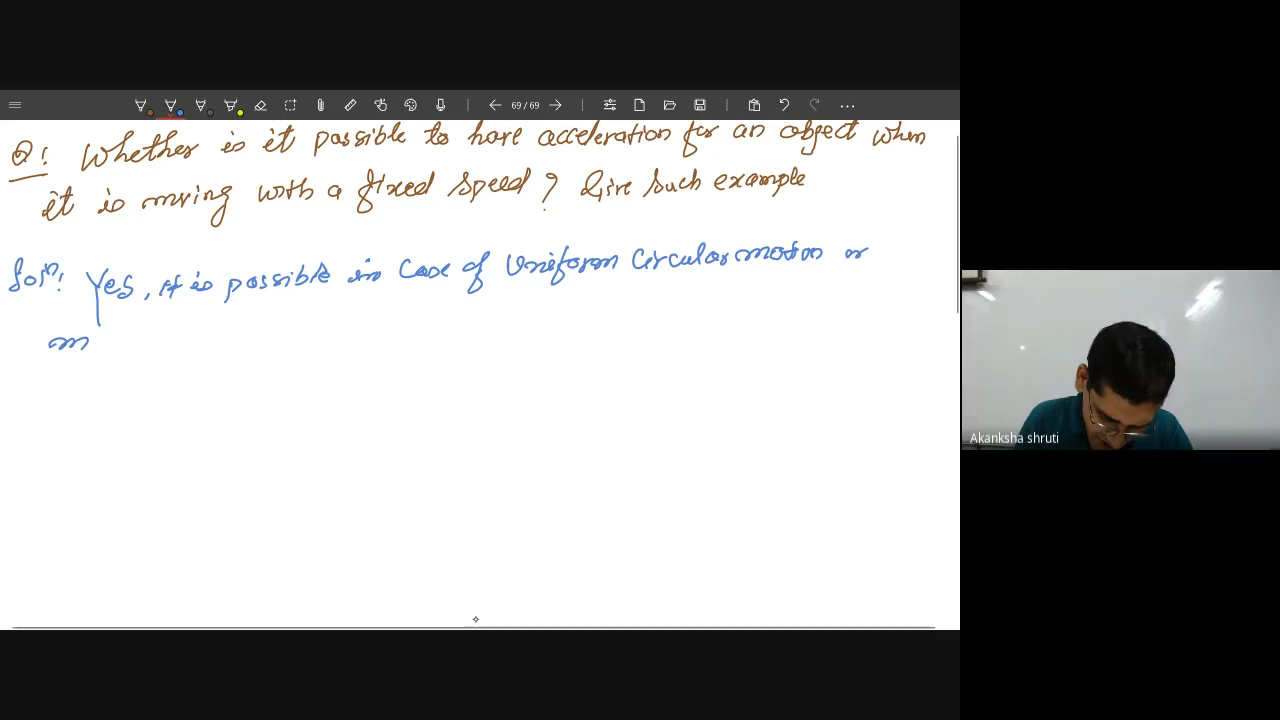 69 / 69
Q! Whether is it possible to have acceleration for an object when
it is moving with a fixed speed? Give such example
Soln! Yes, it is possible in case of Uniform Circular motion or
m
Akanksha shruti